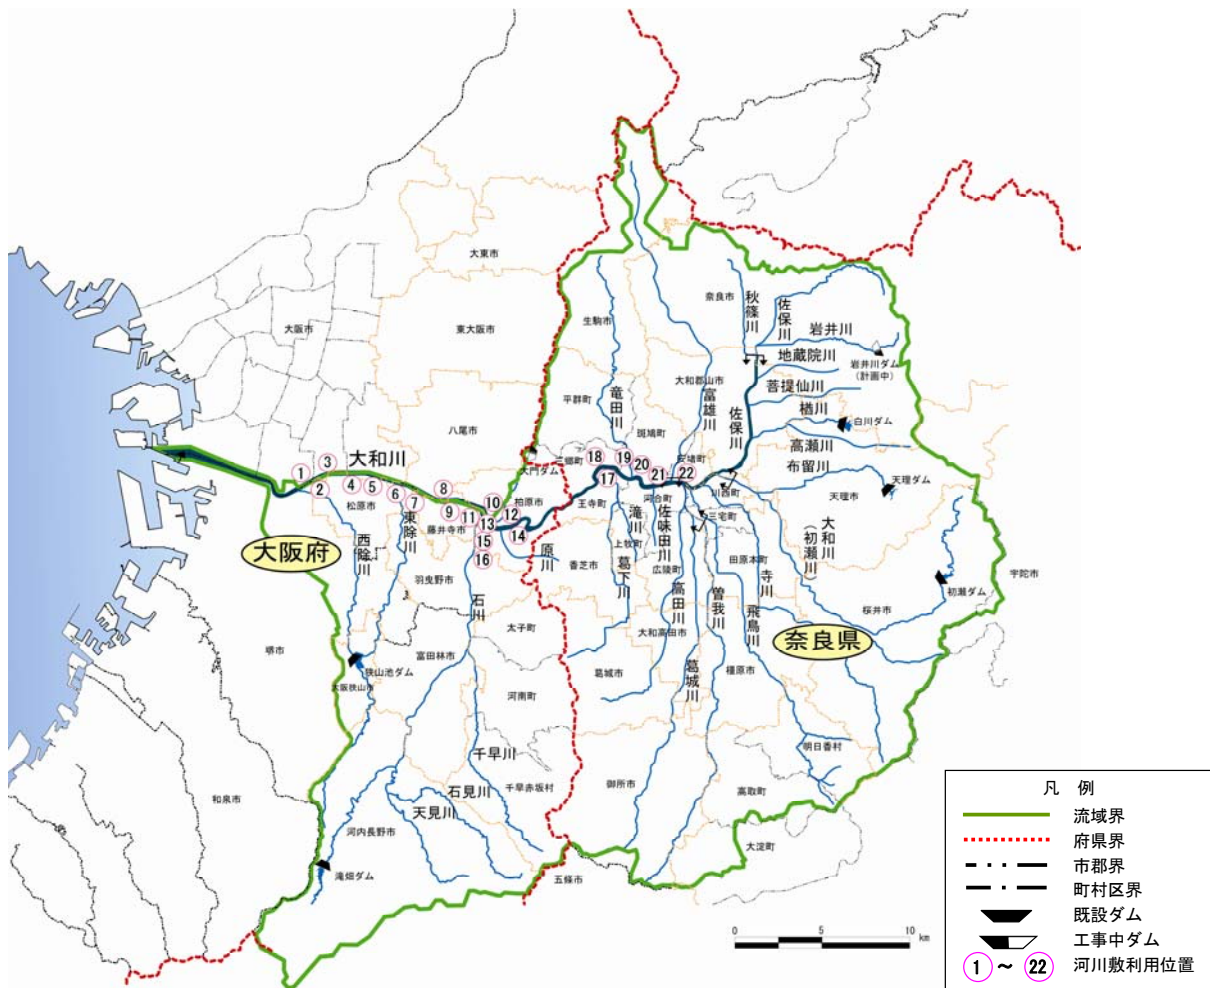 大東市
大阪市
東大阪市
八尾市
奈良市
秋篠川
佐保川
岩井川
生駒市
地蔵院川
岩井川ダム
(計画中)
大和郡山市
菩提仙川
平群町
竜田川
富雄川
佐保川
楢川
白川ダム
斑鳩町
高瀬川
大和川
三郷町
安堵町
布留川
天理ダム
大門ダム
柏原市
王寺町
河合町
川西町
天理市
三宅町
① ② ③ ④ ⑤ ⑥ ⑦ ⑧ ⑨ ⑩ ⑪ ⑫ ⑬ ⑭ ⑮ ⑯ ⑰ ⑱ ⑲ ⑳ ㉑ ㉒
松原市
藤井寺市
東除川
西除川
大阪府
羽曳野市
原川
石川
滝川
上牧町
佐味田川
葛下川
香芝市
広陵町
高田川
田原本町
寺川
大和川
(初瀬川)
宇陀市
初瀬ダム
桜井市
曽我川
飛鳥川
奈良県
太子町
大和高田市
堺市
富田林市
狭山池ダム
大阪狭山市
河南町
葛城市
葛城川
橿原市
千早川
明日香村
千早赤坂村
石見川
天見川
御所市
高取町
和泉市
河内長野市
大淀町
滝畑ダム
五條市
0 5 10
km
凡 例
流域界
府県界
市郡界
町村区界
既設ダム
工事中ダム
① ～ ㉒ 河川敷利用位置